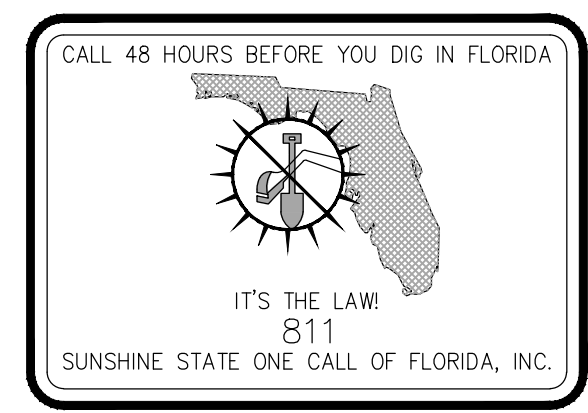 CALL 48 HOURS BEFORE YOU DIG IN FLORIDA
IT'S THE LAW!
811
SUNSHINE STATE ONE CALL OF FLORIDA, INC.